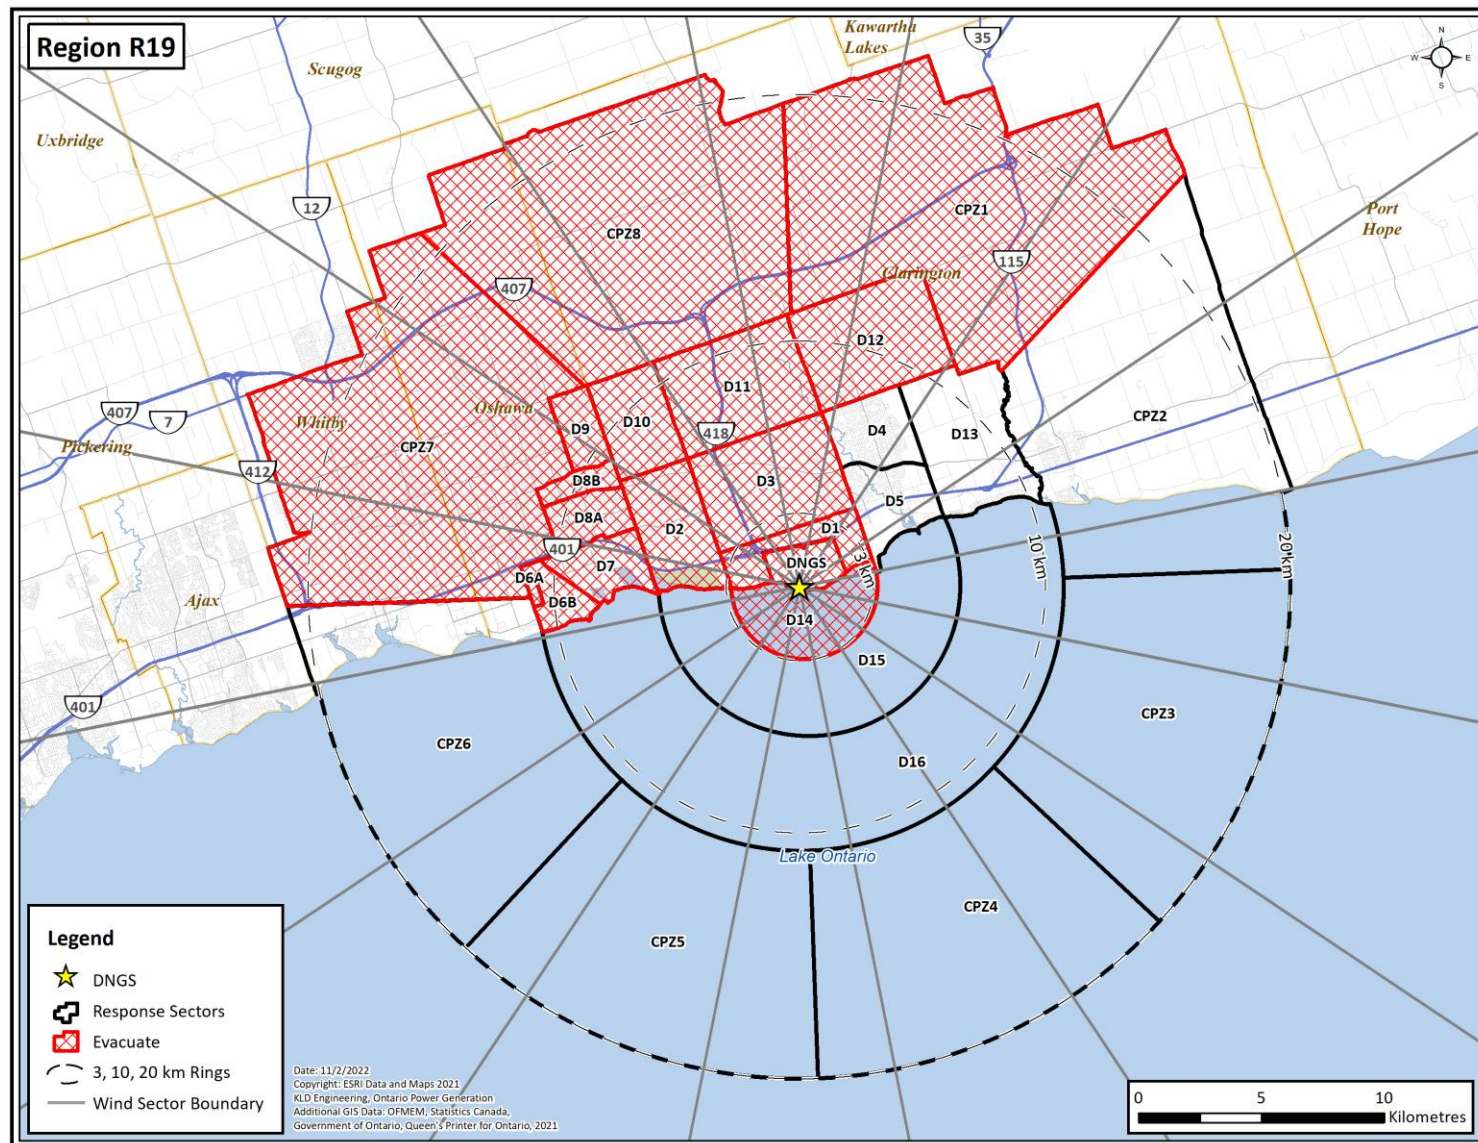 Region R19
Scugog
Kawartha
Lakes
35
N
W
E
S
Uxbridge
12
Port
Hope
CPZ1
CPZ8
115
Clarington
407
D12
D11
Whitby
Oshawa
407
7
Pickering
CPZ7
412
D9
D10
418
D4
D13
CPZ2
D8B
D3
D5
D8A
D2
D1
401
D7
DNGS
3 km
10 km
20 km
D6A
D6B
Ajax
D14
D15
401
CPZ6
D16
CPZ3
Lake Ontario
CPZ4
CPZ5
Legend
DNGS
Response Sectors
Evacuate
3, 10, 20 km Rings
Wind Sector Boundary
Date: 11/2/2022
Copyright: ESRI Data and Maps 2021
KLD Engineering, Ontario Power Generation
Additional GIS Data: OFMEM, Statistics Canada,
Government of Ontario, Queen's Printer for Ontario, 2021
0 5 10
Kilometres